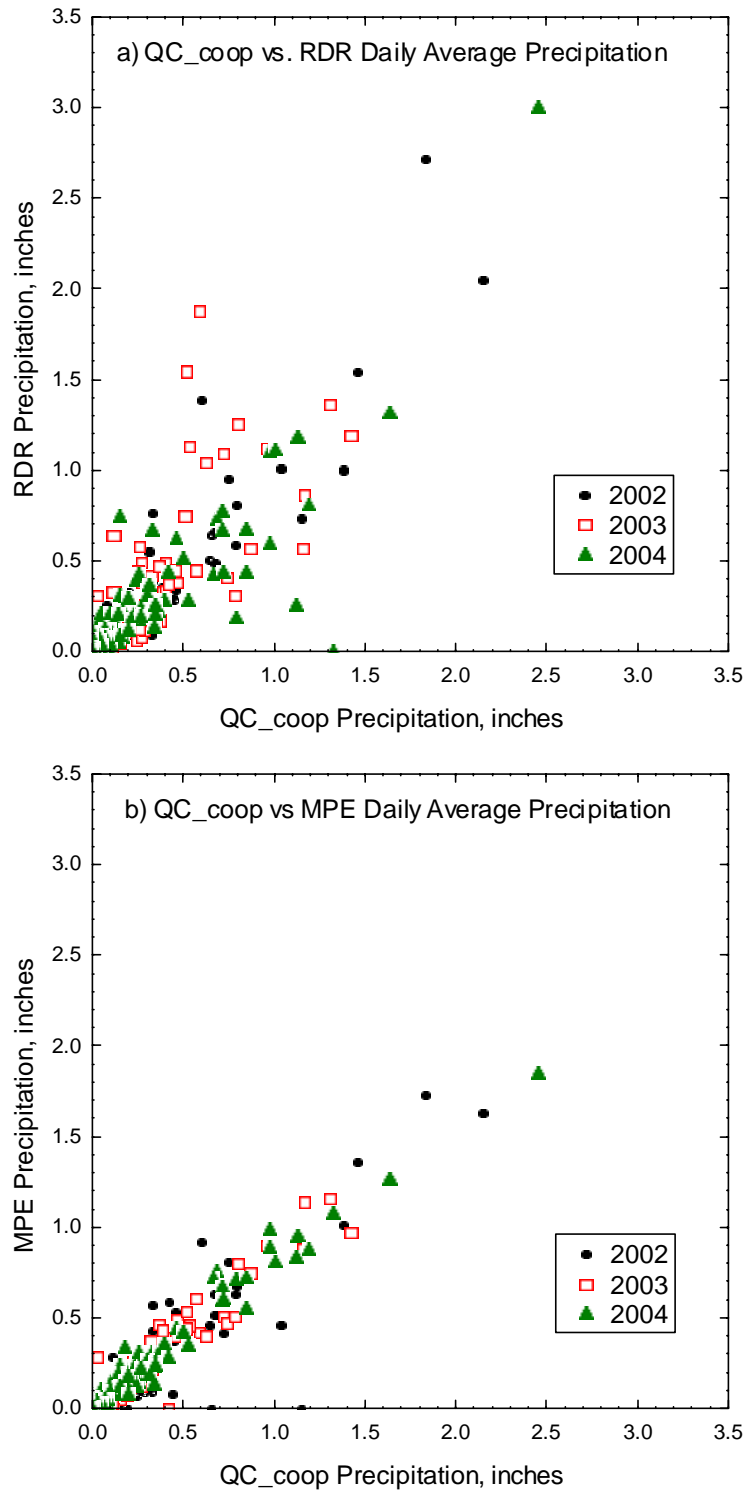 a) QC_coop vs. RDR Daily Average Precipitation
3.5
3.0
2.5
2.0
1.5
1.0
0.5
0.0
RDR Precipitation, inches
2002
2003
2004
0.0 0.5 1.0 1.5 2.0 2.5 3.0 3.5
QC_coop Precipitation, inches
b) QC_coop vs MPE Daily Average Precipitation
3.5
3.0
2.5
2.0
1.5
1.0
0.5
0.0
MPE Precipitation, inches
2002
2003
2004
0.0 0.5 1.0 1.5 2.0 2.5 3.0 3.5
QC_coop Precipitation, inches